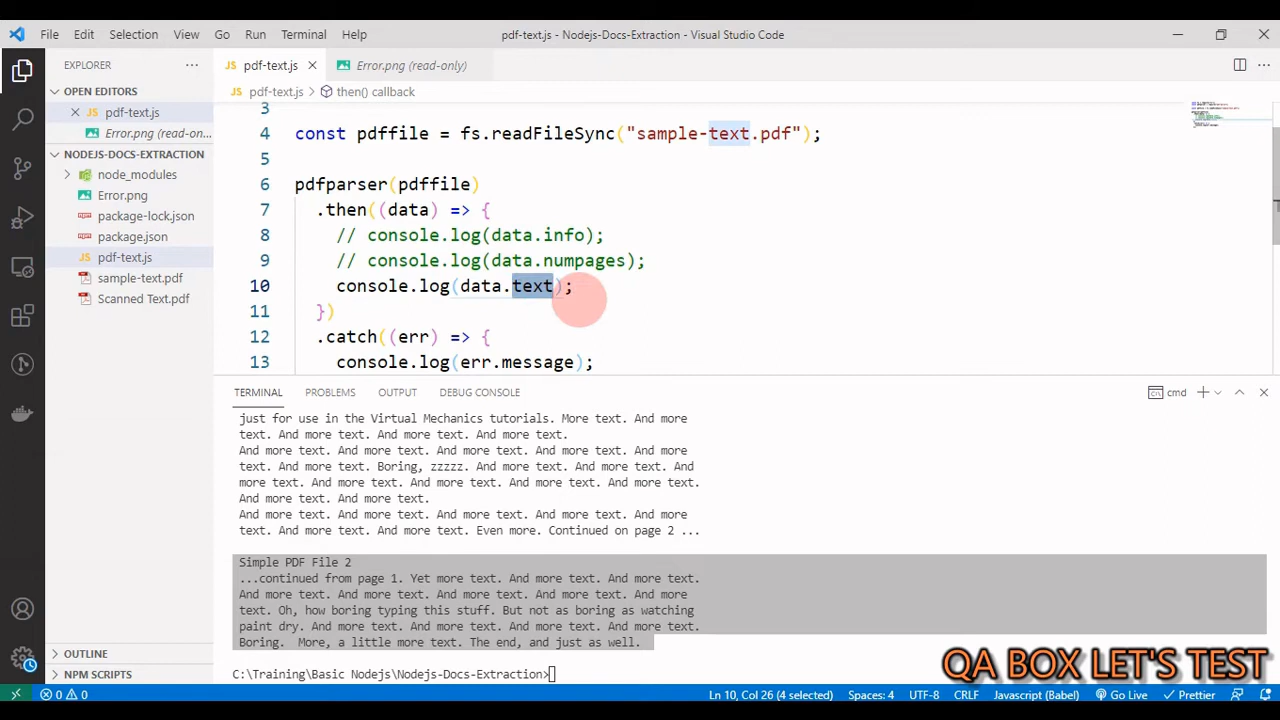 File Edit Selection View Go Run Terminal Help pdf-text.js - Nodejs-Docs-Extraction - Visual Studio Code
EXPLORER ... JS pdf-text.js Error.png (read-only) ...
OPEN EDITORS JS pdf-text.js > then() callback
JS pdf-text.js
Error.png (read-on...
NODEJS-DOCS-EXTRACTION
node_modules
Error.png
package-lock.json
package.json
JS pdf-text.js
sample-text.pdf
Scanned Text.pdf
OUTLINE
NPM SCRIPTS
3
4 const pdffile = fs.readFileSync("sample-text.pdf");
5
6 pdfparser(pdffile)
7 .then((data) => {
8 // console.log(data.info);
9 // console.log(data.numpages);
10 console.log(data.text);
11 })
12 .catch((err) => {
13 console.log(err.message);
TERMINAL PROBLEMS OUTPUT DEBUG CONSOLE cmd
just for use in the Virtual Mechanics tutorials. More text. And more
text. And more text. And more text. And more text.
And more text. And more text. And more text. And more
text. And more text. Boring, zzzzz. And more text. And more text. And
more text. And more text. And more text. And more text. And more text.
And more text. And more text.
And more text. And more text. And more text. And more
text. And more text. And more text. Even more. Continued on page 2 ...
Simple PDF File 2
...continued from page 1. Yet more text. And more text. And more text.
And more text. And more text. And more text. And more text. And more
text. Oh, how boring typing this stuff. But not as boring as watching
paint dry. And more text. And more text. And more text. And more text.
Boring.  More, a little more text. The end, and just as well.
C:\Training\Basic Nodejs\Nodejs-Docs-Extraction>
QA BOX LET'S TEST
0 0 Ln 10, Col 26 (4 selected) Spaces: 4 UTF-8 CRLF Javascript (Babel) Go Live Prettier